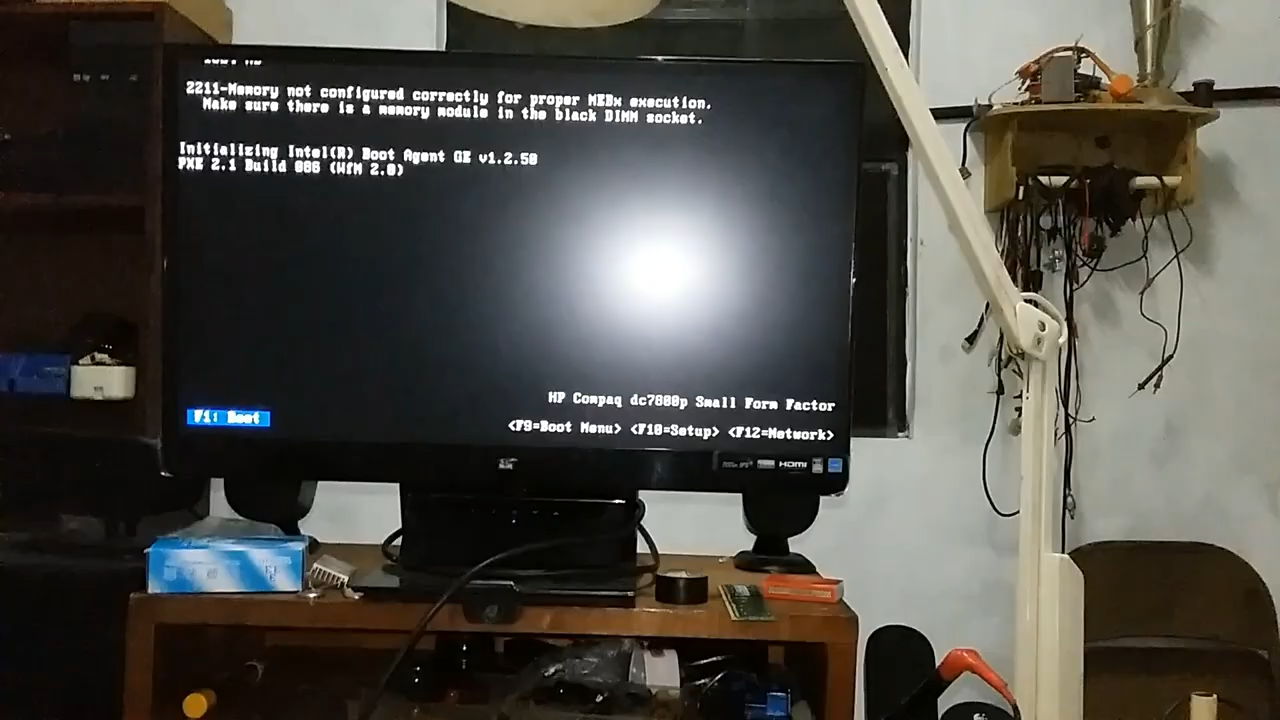 2211-Memory not configured correctly for proper MEBx execution.
Make sure there is a memory module in the black DIMM socket.
Initializing Intel(R) Boot Agent GE v1.2.50
PXE 2.1 Build 086 (WfM 2.0)
HP Compaq dc7800p Small Form Factor
F1: Boot
<F9=Boot Menu> <F10=Setup> <F12=Network>
HDMI